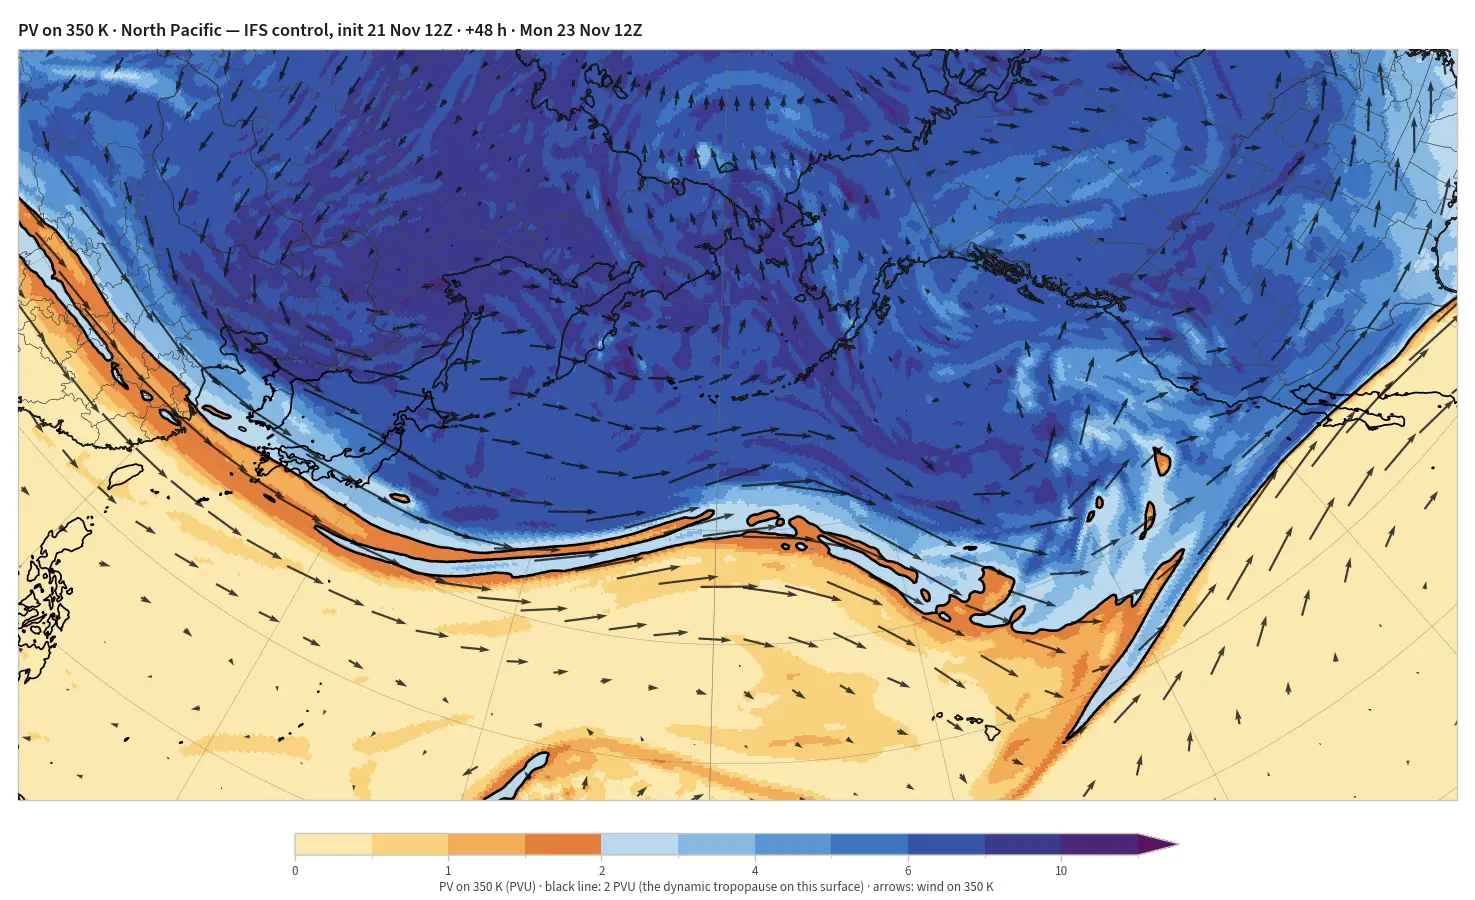 PV on 350 K · North Pacific — IFS control, init 21 Nov 12Z · +48 h · Mon 23 Nov 12Z
0 1 2 4 6 10
PV on 350 K (PVU) · black line: 2 PVU (the dynamic tropopause on this surface) · arrows: wind on 350 K